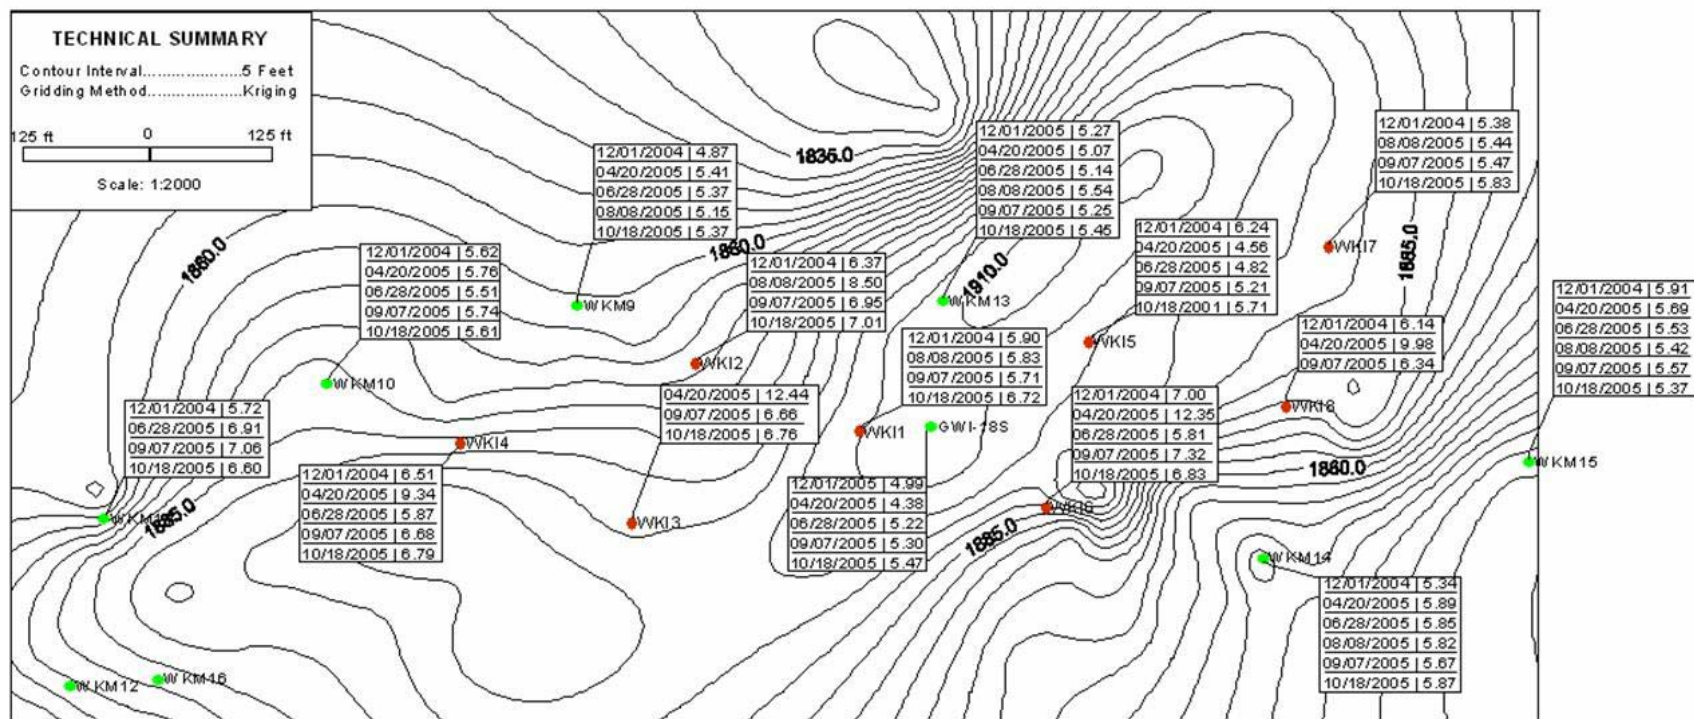 TECHNICAL SUMMARY
Contour Interval.....................5 Feet
Gridding Method.....................Kriging
125 ft 0 125 ft
Scale: 1:2000
1835.0
12/01/2004 | 4.87
04/20/2005 | 5.41
06/28/2005 | 5.37
08/08/2005 | 5.15
10/18/2005 | 5.37
12/01/2005 | 5.27
04/20/2005 | 5.07
06/28/2005 | 5.14
08/08/2005 | 5.54
09/07/2005 | 5.25
10/18/2005 | 5.45
12/01/2004 | 5.38
08/08/2005 | 5.44
09/07/2005 | 5.47
10/18/2005 | 5.83
1860.0
12/01/2004 | 5.62
04/20/2005 | 5.76
06/28/2005 | 5.51
09/07/2005 | 5.74
10/18/2005 | 5.61
1860.0
12/01/2004 | 6.37
08/08/2005 | 8.50
09/07/2005 | 6.95
10/18/2005 | 7.01
1910.0
12/01/2004 | 6.24
04/20/2005 | 4.56
06/28/2005 | 4.82
09/07/2005 | 5.21
10/18/2001 | 5.71
WKI7
1885.0
12/01/2004 | 5.91
04/20/2005 | 5.69
06/28/2005 | 5.53
08/08/2005 | 5.42
09/07/2005 | 5.57
10/18/2005 | 5.37
WKM9
WKM13
12/01/2004 | 5.90
08/08/2005 | 5.83
09/07/2005 | 5.71
10/18/2005 | 6.72
WKI5
12/01/2004 | 6.14
04/20/2005 | 9.98
09/07/2005 | 6.34
WKM10
WKI2
04/20/2005 | 12.44
09/07/2005 | 6.66
10/18/2005 | 6.76
12/01/2004 | 7.00
04/20/2005 | 12.35
06/28/2005 | 5.81
09/07/2005 | 7.32
10/18/2005 | 6.83
WKI8
12/01/2004 | 5.72
06/28/2005 | 6.91
09/07/2005 | 7.06
10/18/2005 | 6.60
WKI4
WKI1
GWI-18S
1860.0
WKM15
12/01/2004 | 6.51
04/20/2005 | 9.34
06/28/2005 | 5.87
09/07/2005 | 6.68
10/18/2005 | 6.79
12/01/2005 | 4.99
04/20/2005 | 4.38
06/28/2005 | 5.22
09/07/2005 | 5.30
10/18/2005 | 5.47
1885.0
WKI3
WKI6
1885.0
WKM14
12/01/2004 | 5.34
04/20/2005 | 5.89
06/28/2005 | 5.85
08/08/2005 | 5.82
09/07/2005 | 5.67
10/18/2005 | 5.87
WKM12
WKM16